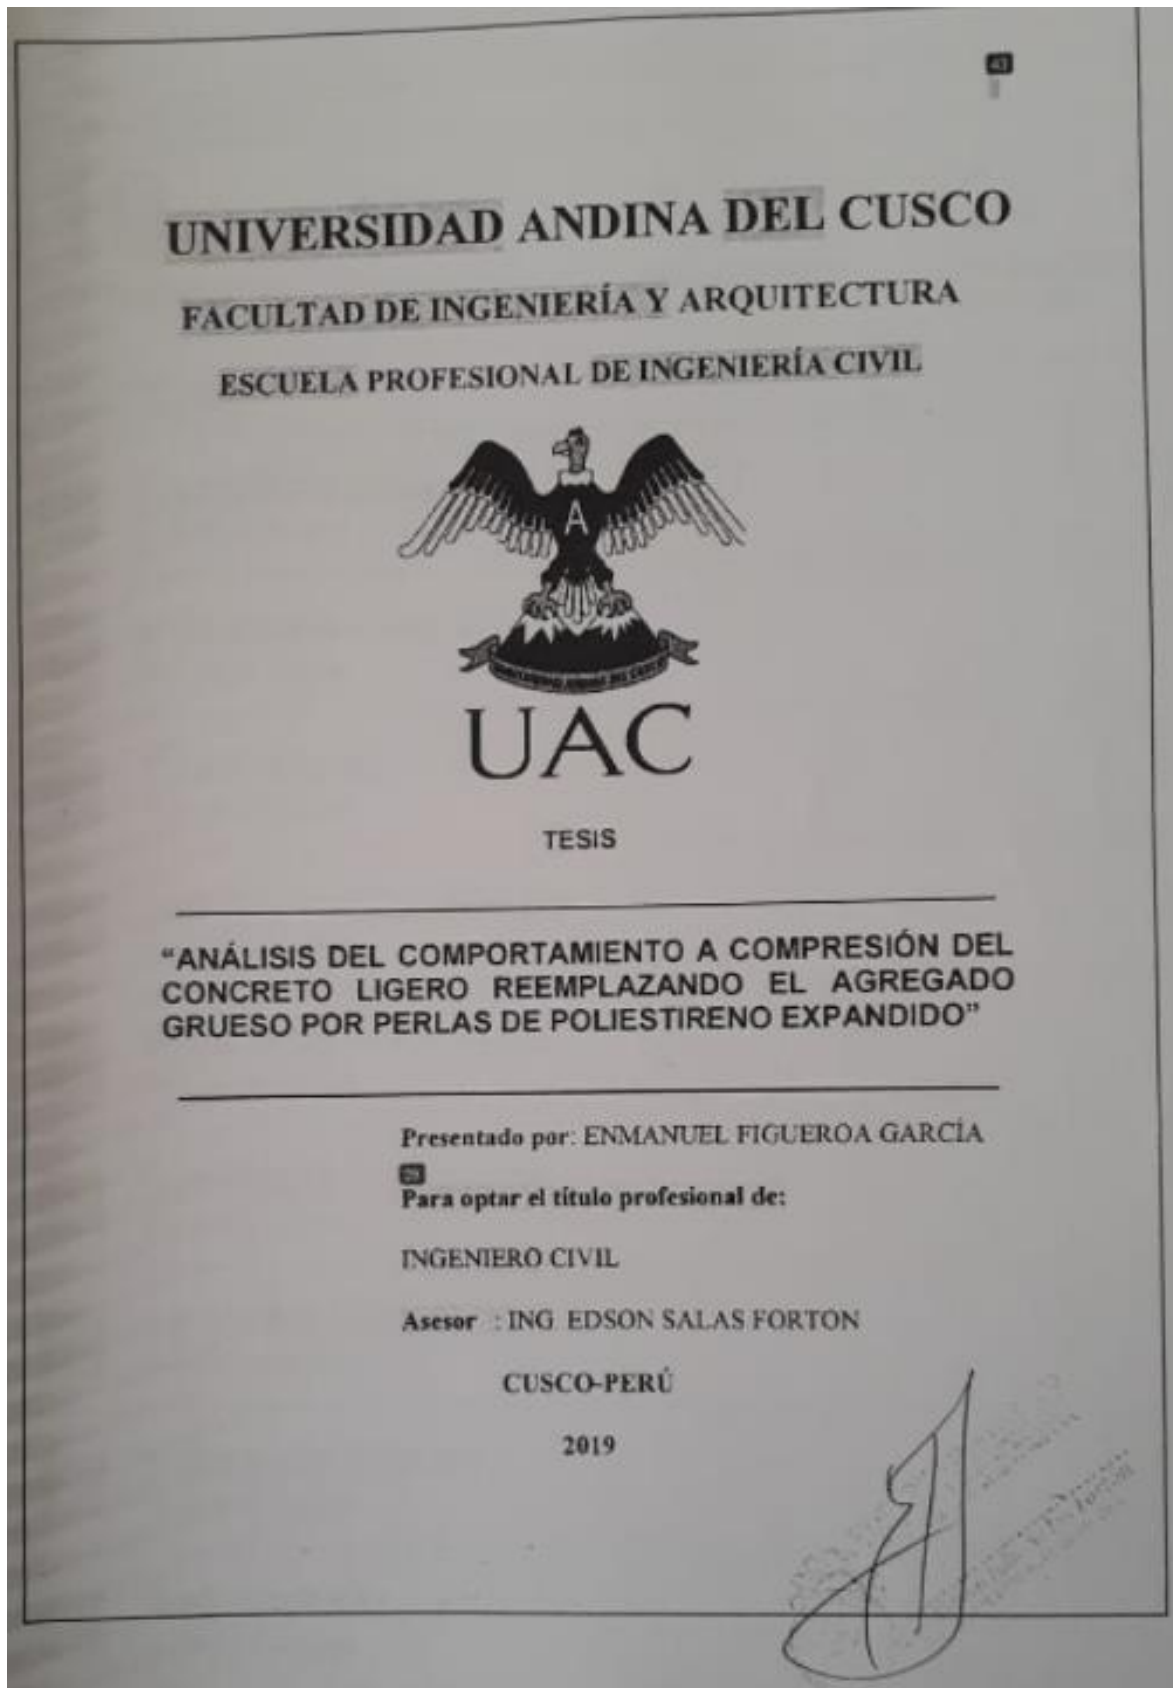 43
UNIVERSIDAD ANDINA DEL CUSCO
FACULTAD DE INGENIERÍA Y ARQUITECTURA
ESCUELA PROFESIONAL DE INGENIERÍA CIVIL
A
UAC
TESIS
“ANÁLISIS DEL COMPORTAMIENTO A COMPRESIÓN DEL
CONCRETO LIGERO REEMPLAZANDO EL AGREGADO
GRUESO POR PERLAS DE POLIESTIRENO EXPANDIDO”
Presentado por: ENMANUEL FIGUEROA GARCÍA
Para optar el título profesional de:
INGENIERO CIVIL
Asesor : ING. EDSON SALAS FORTON
CUSCO-PERÚ
2019